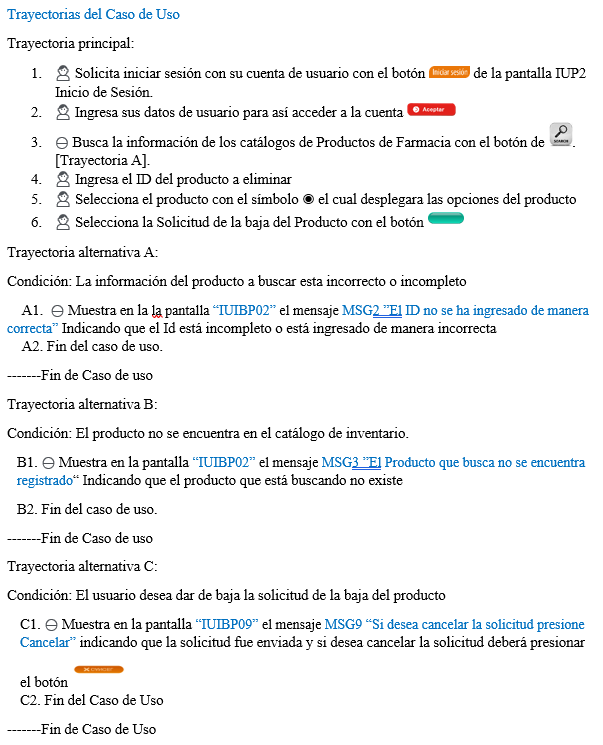 Trayectorias del Caso de Uso
Trayectoria principal:
1. Solicita iniciar sesión con su cuenta de usuario con el botón Iniciar sesión de la pantalla IUP2
Inicio de Sesión.
2. Ingresa sus datos de usuario para así acceder a la cuenta Aceptar
3. Busca la información de los catálogos de Productos de Farmacia con el botón de SEARCH.
[Trayectoria A].
4. Ingresa el ID del producto a eliminar
5. Selecciona el producto con el símbolo ◉ el cual desplegara las opciones del producto
6. Selecciona la Solicitud de la baja del Producto con el botón
Trayectoria alternativa A:
Condición: La información del producto a buscar esta incorrecto o incompleto
A1. Muestra en la la pantalla “IUIBP02” el mensaje MSG2 ”El ID no se ha ingresado de manera
correcta” Indicando que el Id está incompleto o está ingresado de manera incorrecta
A2. Fin del caso de uso.
-------Fin de Caso de uso
Trayectoria alternativa B:
Condición: El producto no se encuentra en el catálogo de inventario.
B1. Muestra en la pantalla “IUIBP02” el mensaje MSG3 ”El Producto que busca no se encuentra
registrado“ Indicando que el producto que está buscando no existe
B2. Fin del caso de uso.
-------Fin de Caso de uso
Trayectoria alternativa C:
Condición: El usuario desea dar de baja la solicitud de la baja del producto
C1. Muestra en la pantalla “IUIBP09” el mensaje MSG9 “Si desea cancelar la solicitud presione
Cancelar” indicando que la solicitud fue enviada y si desea cancelar la solicitud deberá presionar
el botón
C2. Fin del Caso de Uso
-------Fin de Caso de Uso